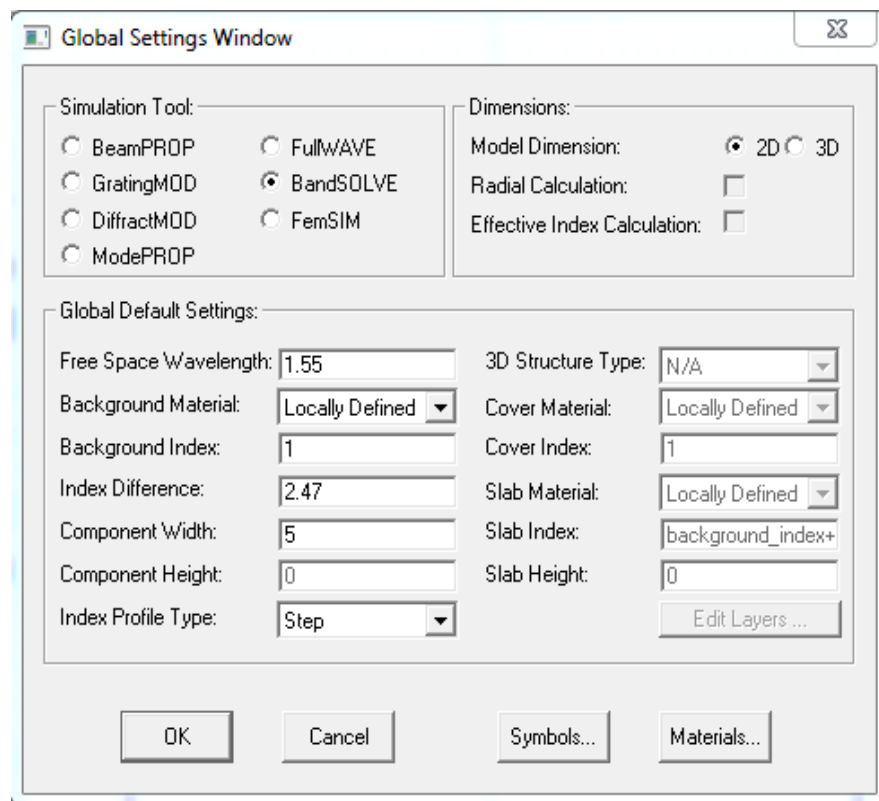 Global Settings Window
Simulation Tool:
BeamPROP
FullWAVE
GratingMOD
BandSOLVE
DiffractMOD
FemSIM
ModePROP
Dimensions:
Model Dimension: 2D 3D
Radial Calculation:
Effective Index Calculation:
Global Default Settings:
Free Space Wavelength: 1.55
Background Material: Locally Defined
Background Index: 1
Index Difference: 2.47
Component Width: 5
Component Height: 0
Index Profile Type: Step
3D Structure Type: N/A
Cover Material: Locally Defined
Cover Index: 1
Slab Material: Locally Defined
Slab Index: background_index+
Slab Height: 0
Edit Layers ...
OK
Cancel
Symbols...
Materials...